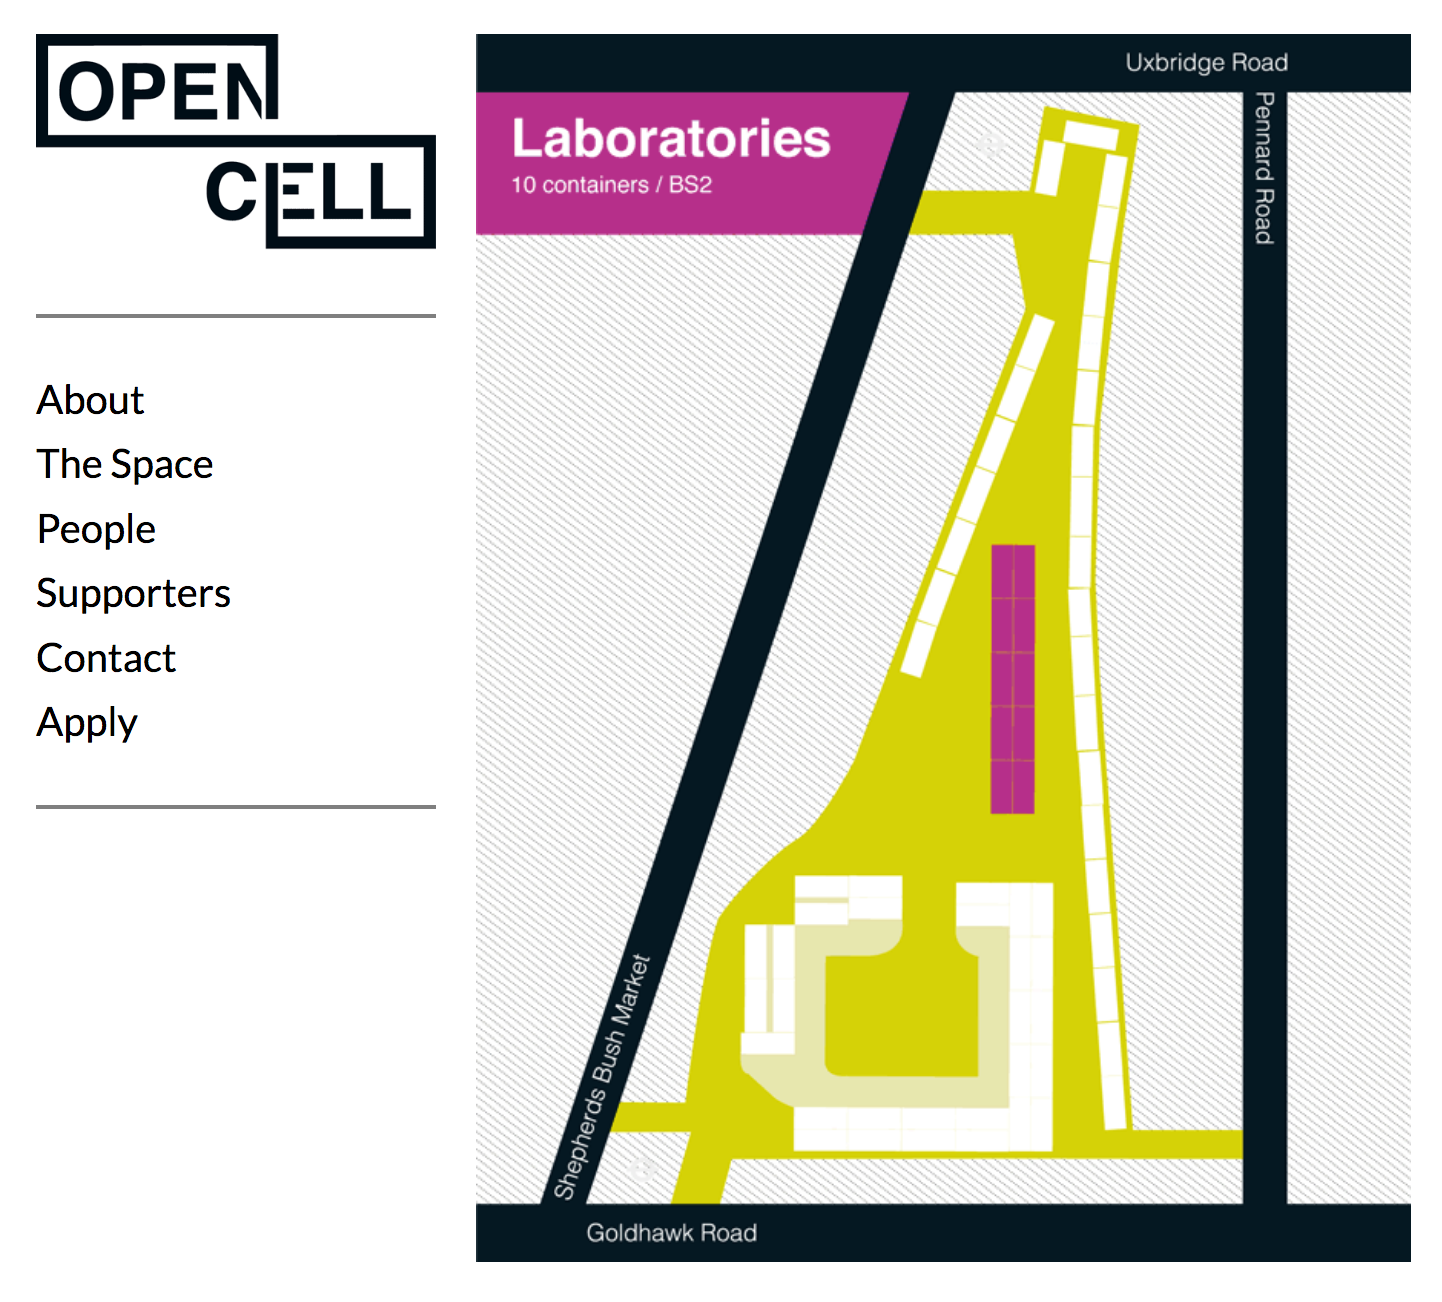 OPEN
CELL
About
The Space
People
Supporters
Contact
Apply
Uxbridge Road
Pennard Road
Laboratories
10 containers / BS2
Shepherds Bush Market
Goldhawk Road